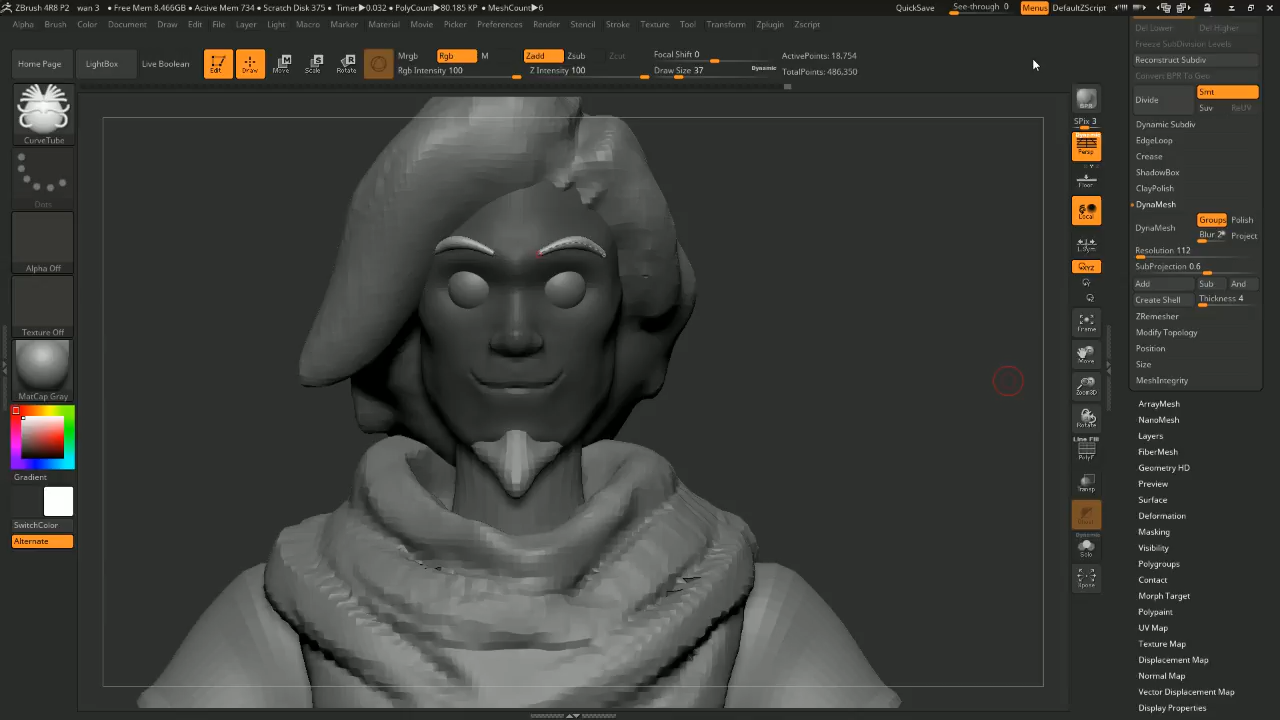 ZBrush 4R8 P2 wan 3 • Free Mem 8.466GB • Active Mem 734 • Scratch Disk 375 • Timer▶0.032 • PolyCount▶80.185 KP • MeshCount▶6 QuickSave See-through 0 Menus DefaultZScript
Alpha Brush Color Document Draw Edit File Layer Light Macro Marker Material Movie Picker Preferences Render Stencil Stroke Texture Tool Transform Zplugin Zscript
Home Page LightBox Live Boolean Edit Draw Move Scale Rotate
Mrgb Rgb M
Rgb Intensity 100
Zadd Zsub Zcut
Z Intensity 100
Focal Shift 0
Draw Size 37 Dynamic
ActivePoints: 18,754
TotalPoints: 486,350
CurveTube
Dots
Alpha Off
Texture Off
MatCap Gray
Gradient
SwitchColor
Alternate
BPR
SPix 3
Dynamic
Persp
Floor
Local
L.Sym
XYZ
Frame
Move
Zoom3D
Rotate
Line Fill
PolyF
Transp
Dynamic
Solo
Xpose
Del Lower Del Higher
Freeze SubDivision Levels
Reconstruct Subdiv
Convert BPR To Geo
Divide Smt
Suv ReUV
Dynamic Subdiv
EdgeLoop
Crease
ShadowBox
ClayPolish
DynaMesh
DynaMesh Groups Polish
Blur 2 Project
Resolution 112
SubProjection 0.6
Add Sub And
Create Shell Thickness 4
ZRemesher
Modify Topology
Position
Size
MeshIntegrity
ArrayMesh
NanoMesh
Layers
FiberMesh
Geometry HD
Preview
Surface
Deformation
Masking
Visibility
Polygroups
Contact
Morph Target
Polypaint
UV Map
Texture Map
Displacement Map
Normal Map
Vector Displacement Map
Display Properties